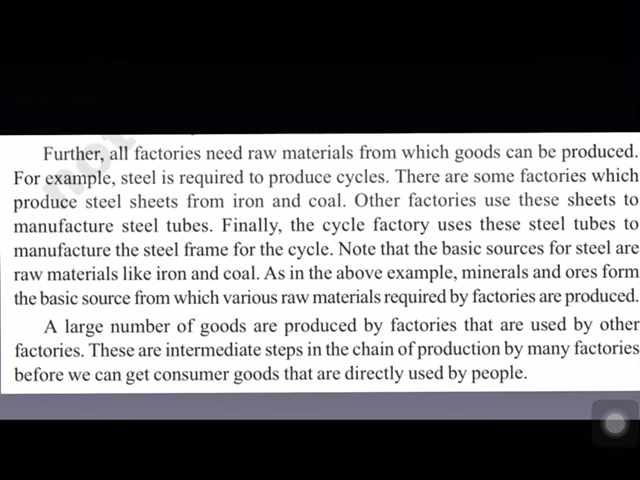 Further, all factories need raw materials from which goods can be produced.
For example, steel is required to produce cycles. There are some factories which
produce steel sheets from iron and coal. Other factories use these sheets to
manufacture steel tubes. Finally, the cycle factory uses these steel tubes to
manufacture the steel frame for the cycle. Note that the basic sources for steel are
raw materials like iron and coal. As in the above example, minerals and ores form
the basic source from which various raw materials required by factories are produced.
A large number of goods are produced by factories that are used by other
factories. These are intermediate steps in the chain of production by many factories
before we can get consumer goods that are directly used by people.
not